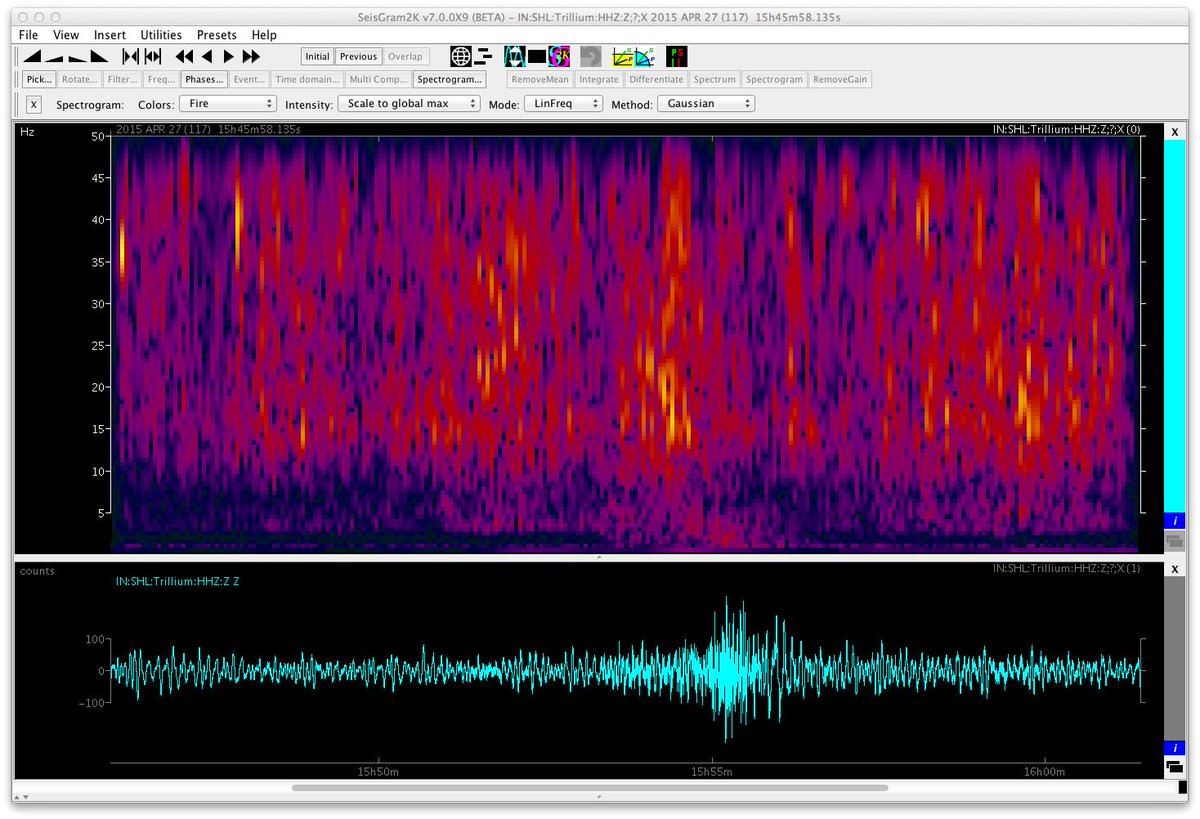 SeisGram2K v7.0.0X9 (BETA) – IN:SHL:Trillium:HHZ:Z;?;X 2015 APR 27 (117)  15h45m58.135s
File View Insert Utilities Presets Help
Initial Previous Overlap
Pick... Rotate... Filter... Freq... Phases... Event... Time domain... Multi Comp... Spectrogram... RemoveMean Integrate Differentiate Spectrum Spectrogram RemoveGain
X Spectrogram: Colors: Fire Intensity: Scale to global max Mode: LinFreq Method: Gaussian
Hz 2015 APR 27 (117)  15h45m58.135s IN:SHL:Trillium:HHZ:Z;?;X (0) X
50
45
40
35
30
25
20
15
10
5
i
counts IN:SHL:Trillium:HHZ:Z;?;X (1) X
IN:SHL:Trillium:HHZ:Z Z
100
0
-100
i
15h50m 15h55m 16h00m